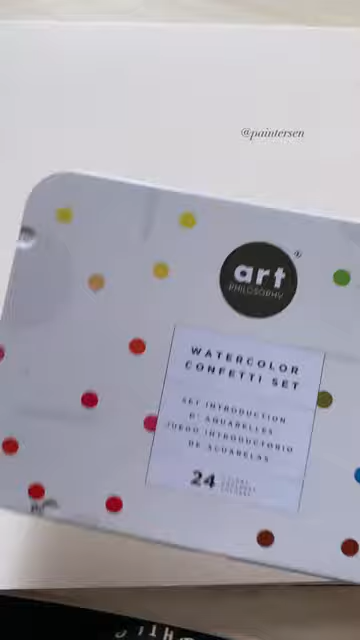 @paintersen
art
PHILOSOPHY
WATERCOLOR
CONFETTI SET
SET INTRODUCTION
D'AQUARELLES
JUEGO INTRODUCTORIO
DE ACUARELAS
24